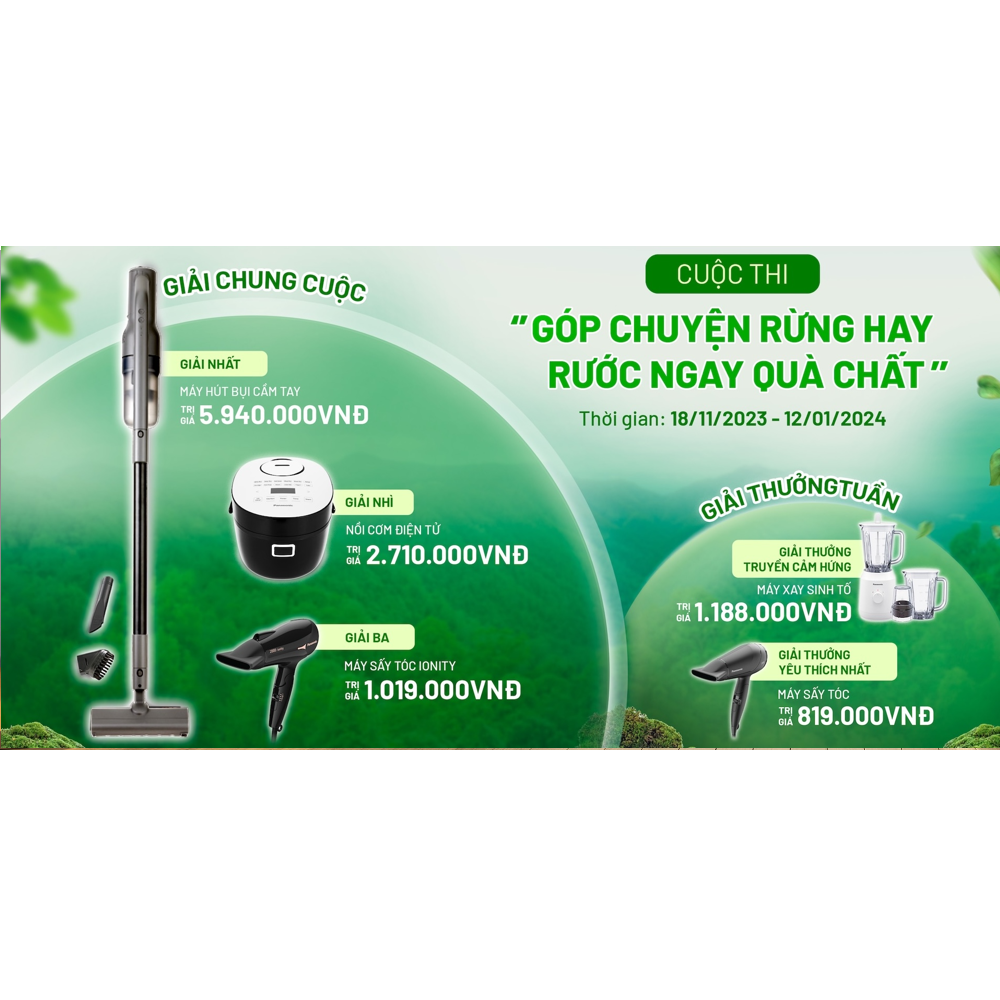 GIẢI CHUNG CUỘC
GIẢI NHẤT
MÁY HÚT BỤI CẦM TAY
TRỊ GIÁ 5.940.000VNĐ
GIẢI NHÌ
NỒI CƠM ĐIỆN TỬ
TRỊ GIÁ 2.710.000VNĐ
GIẢI BA
MÁY SẤY TÓC IONITY
TRỊ GIÁ 1.019.000VNĐ
CUỘC THI
“GÓP CHUYỆN RỪNG HAY
RƯỚC NGAY QUÀ CHẤT”
Thời gian: 18/11/2023 - 12/01/2024
GIẢI THƯỞNG TUẦN
GIẢI THƯỞNG
TRUYỀN CẢM HỨNG
MÁY XAY SINH TỐ
TRỊ GIÁ 1.188.000VNĐ
GIẢI THƯỞNG
YÊU THÍCH NHẤT
MÁY SẤY TÓC
TRỊ GIÁ 819.000VNĐ